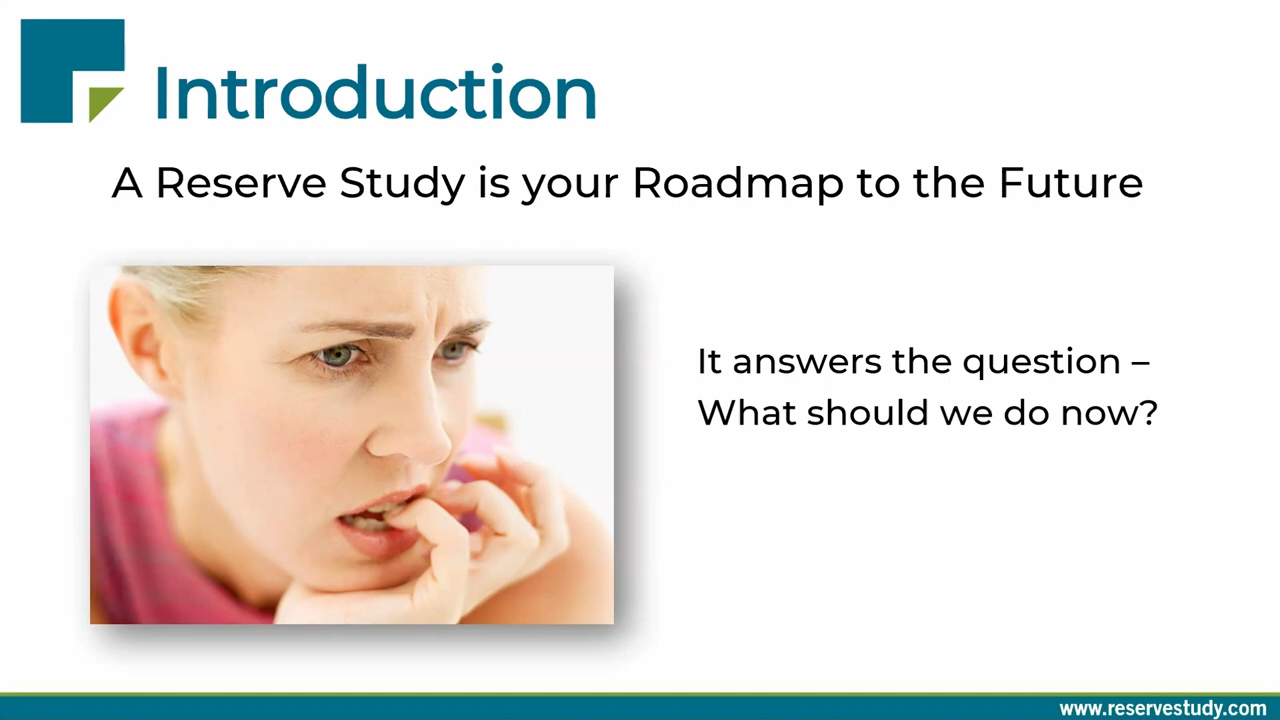 Introduction
A Reserve Study is your Roadmap to the Future
It answers the question –
What should we do now?
www.reservestudy.com